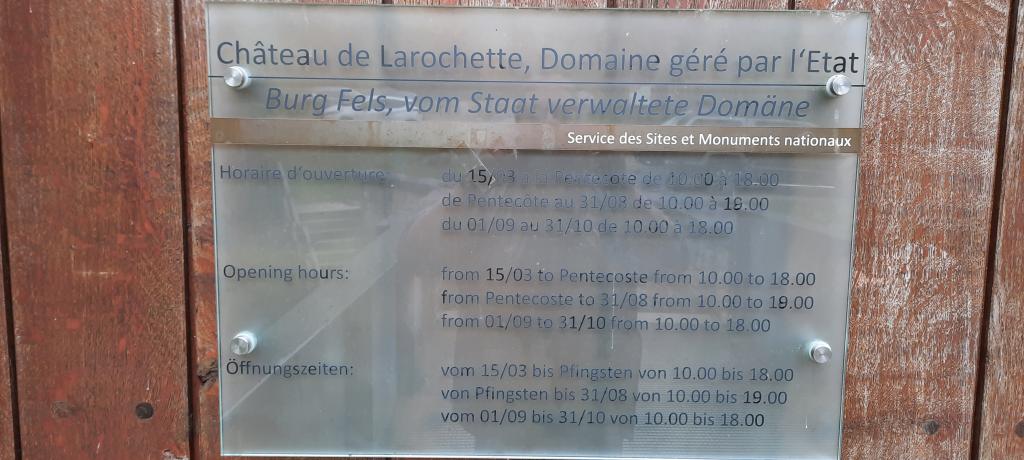 Château de Larochette, Domaine géré par l'Etat
Burg Fels, vom Staat verwaltete Domäne
Service des Sites et Monuments nationaux
Horaire d'ouverture: du 15/03 à la Pentecôte de 10.00 à 18.00
de Pentecôte au 31/08 de 10.00 à 19.00
du 01/09 au 31/10 de 10.00 à 18.00
Opening hours: from 15/03 to Pentecoste from 10.00 to 18.00
from Pentecoste to 31/08 from 10.00 to 19.00
from 01/09 to 31/10 from 10.00 to 18.00
Öffnungszeiten: vom 15/03 bis Pfingsten von 10.00 bis 18.00
von Pfingsten bis 31/08 von 10.00 bis 19.00
vom 01/09 bis 31/10 von 10.00 bis 18.00